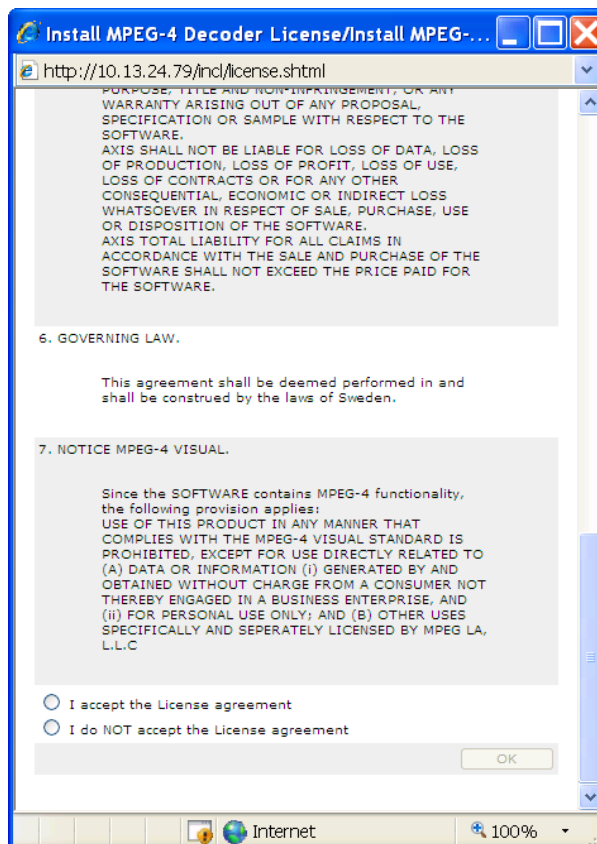 Install MPEG-4 Decoder License/Install MPEG-...
http://10.13.24.79/incl/license.shtml
PURPOSE, TITLE AND NON-INFRINGEMENT, OR ANY
WARRANTY ARISING OUT OF ANY PROPOSAL,
SPECIFICATION OR SAMPLE WITH RESPECT TO THE
SOFTWARE.
AXIS SHALL NOT BE LIABLE FOR LOSS OF DATA, LOSS
OF PRODUCTION, LOSS OF PROFIT, LOSS OF USE,
LOSS OF CONTRACTS OR FOR ANY OTHER
CONSEQUENTIAL, ECONOMIC OR INDIRECT LOSS
WHATSOEVER IN RESPECT OF SALE, PURCHASE, USE
OR DISPOSITION OF THE SOFTWARE.
AXIS TOTAL LIABILITY FOR ALL CLAIMS IN
ACCORDANCE WITH THE SALE AND PURCHASE OF THE
SOFTWARE SHALL NOT EXCEED THE PRICE PAID FOR
THE SOFTWARE.
6. GOVERNING LAW.
This agreement shall be deemed performed in and
shall be construed by the laws of Sweden.
7. NOTICE MPEG-4 VISUAL.
Since the SOFTWARE contains MPEG-4 functionality,
the following provision applies:
USE OF THIS PRODUCT IN ANY MANNER THAT
COMPLIES WITH THE MPEG-4 VISUAL STANDARD IS
PROHIBITED, EXCEPT FOR USE DIRECTLY RELATED TO
(A) DATA OR INFORMATION (i) GENERATED BY AND
OBTAINED WITHOUT CHARGE FROM A CONSUMER NOT
THEREBY ENGAGED IN A BUSINESS ENTERPRISE, AND
(ii) FOR PERSONAL USE ONLY; AND (B) OTHER USES
SPECIFICALLY AND SEPERATELY LICENSED BY MPEG LA,
L.L.C
I accept the License agreement
I do NOT accept the License agreement
OK
Internet
100%